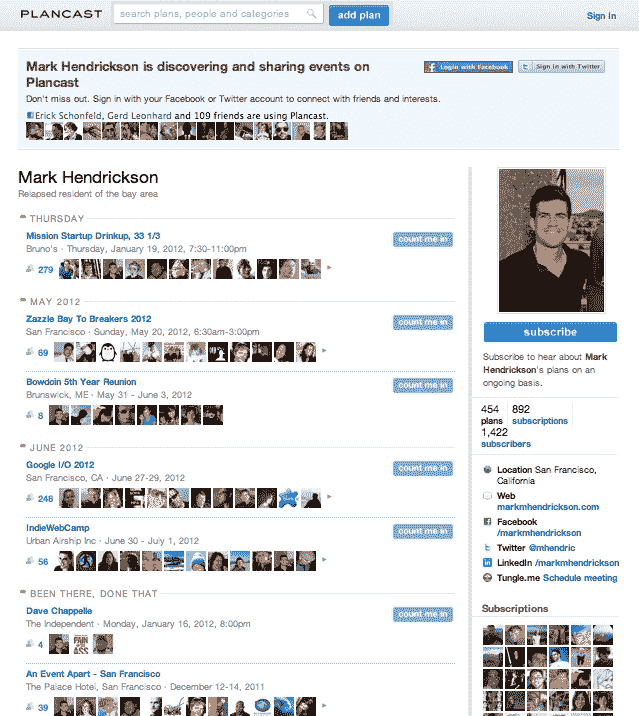 PLANCAST
search plans, people and categories
add plan
Sign In
Mark Hendrickson is discovering and sharing events on
Plancast
Login with Facebook
Sign in with Twitter
Don't miss out. Sign in with your Facebook or Twitter account to connect with friends and interests.
Erick Schonfeld, Gerd Leonhard and 109 friends are using Plancast.
Mark Hendrickson
Relapsed resident of the bay area
THURSDAY
Mission Startup Drinkup, 33 1/3
count me in
Bruno's · Thursday, January 19, 2012, 7:30-11:00pm
279
MAY 2012
Zazzle Bay To Breakers 2012
count me in
San Francisco · Sunday, May 20, 2012, 6:30am-3:00pm
69
Bowdoin 5th Year Reunion
count me in
Brunswick, ME · May 31 - June 3, 2012
8
JUNE 2012
Google I/O 2012
count me in
San Francisco, CA · June 27-29, 2012
248
IndieWebCamp
count me in
Urban Airship Inc · June 30 - July 1, 2012
56
BEEN THERE, DONE THAT
Dave Chappelle
count me in
The Independent · Monday, January 16, 2012, 8:00pm
4
PAIN
ASS
An Event Apart - San Francisco
The Palace Hotel, San Francisco · December 12-14, 2011
39
subscribe
Subscribe to hear about Mark
Hendrickson's plans on an
ongoing basis.
454 plans
892 subscriptions
1,422 subscribers
Location San Francisco,
California
Web
markmhendrickson.com
Facebook
/markmhendrickson
Twitter @mhendric
LinkedIn /markmhendrickson
Tungle.me Schedule meeting
Subscriptions